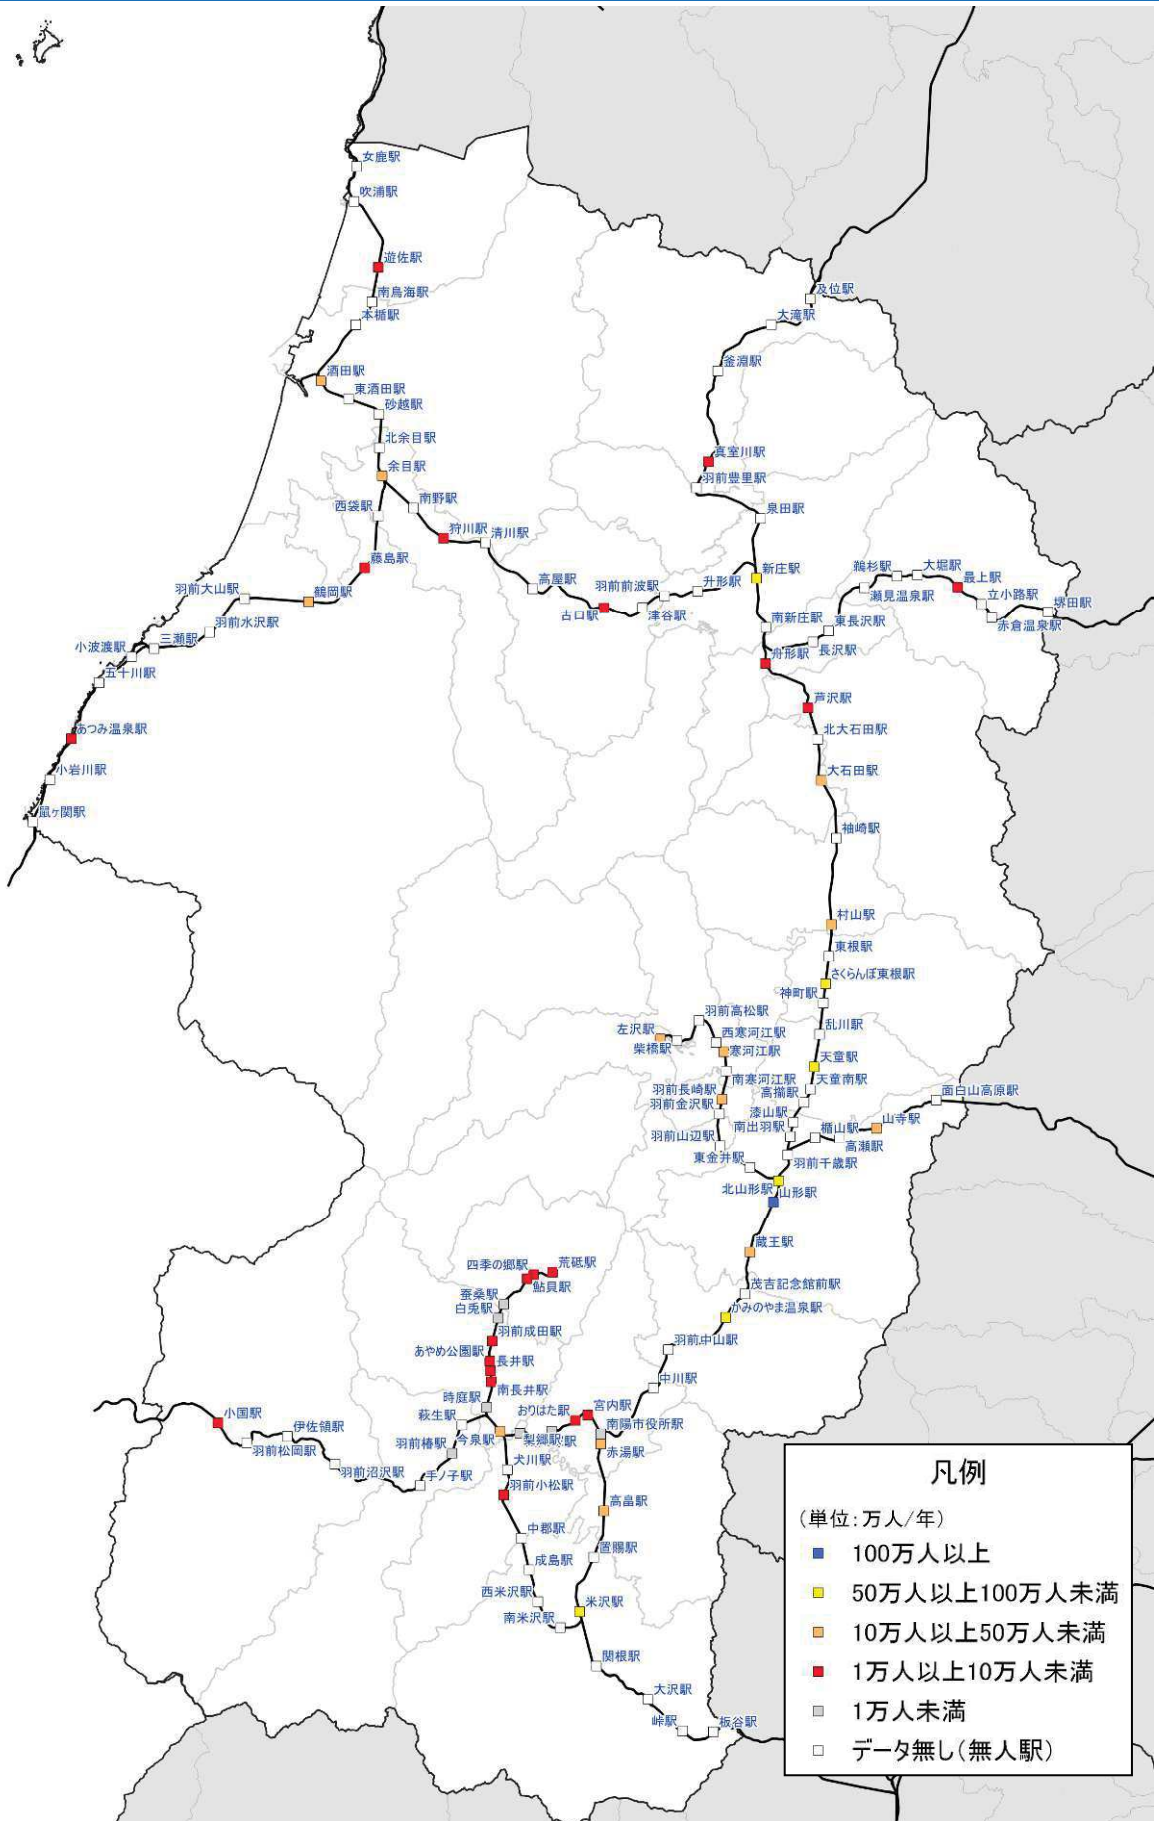 女鹿駅
吹浦駅
遊佐駅
南鳥海駅
本楯駅
酒田駅
東酒田駅
砂越駅
北余目駅
余目駅
西袋駅
南野駅
狩川駅
清川駅
藤島駅
鶴岡駅
羽前大山駅
羽前水沢駅
三瀬駅
小波渡駅
五十川駅
あつみ温泉駅
小岩川駅
鼠ヶ関駅
高屋駅
古口駅
津谷駅
羽前前波駅
升形駅
及位駅
大滝駅
釜淵駅
真室川駅
羽前豊里駅
泉田駅
新庄駅
南新庄駅
舟形駅
長沢駅
東長沢駅
瀬見温泉駅
鵜杉駅
大堀駅
最上駅
立小路駅
赤倉温泉駅
堺田駅
芦沢駅
北大石田駅
大石田駅
袖崎駅
村山駅
東根駅
さくらんぼ東根駅
神町駅
乱川駅
天童駅
天童南駅
高擶駅
漆山駅
南出羽駅
羽前千歳駅
楯山駅
高瀬駅
山寺駅
面白山高原駅
左沢駅
柴橋駅
羽前高松駅
西寒河江駅
寒河江駅
南寒河江駅
羽前長崎駅
羽前金沢駅
羽前山辺駅
東金井駅
北山形駅
山形駅
蔵王駅
茂吉記念館前駅
かみのやま温泉駅
羽前中山駅
中川駅
四季の郷駅
荒砥駅
鮎貝駅
蚕桑駅
白兎駅
羽前成田駅
あやめ公園駅
長井駅
南長井駅
時庭駅
おりはた駅
宮内駅
南陽市役所駅
赤湯駅
梨郷駅
今泉駅
萩生駅
羽前椿駅
手ノ子駅
羽前沼沢駅
伊佐領駅
羽前松岡駅
小国駅
犬川駅
羽前小松駅
中郡駅
成島駅
西米沢駅
南米沢駅
米沢駅
置賜駅
高畠駅
関根駅
大沢駅
峠駅
板谷駅
凡例
(単位:万人/年)
100万人以上
50万人以上100万人未満
10万人以上50万人未満
1万人以上10万人未満
1万人未満
データ無し(無人駅)